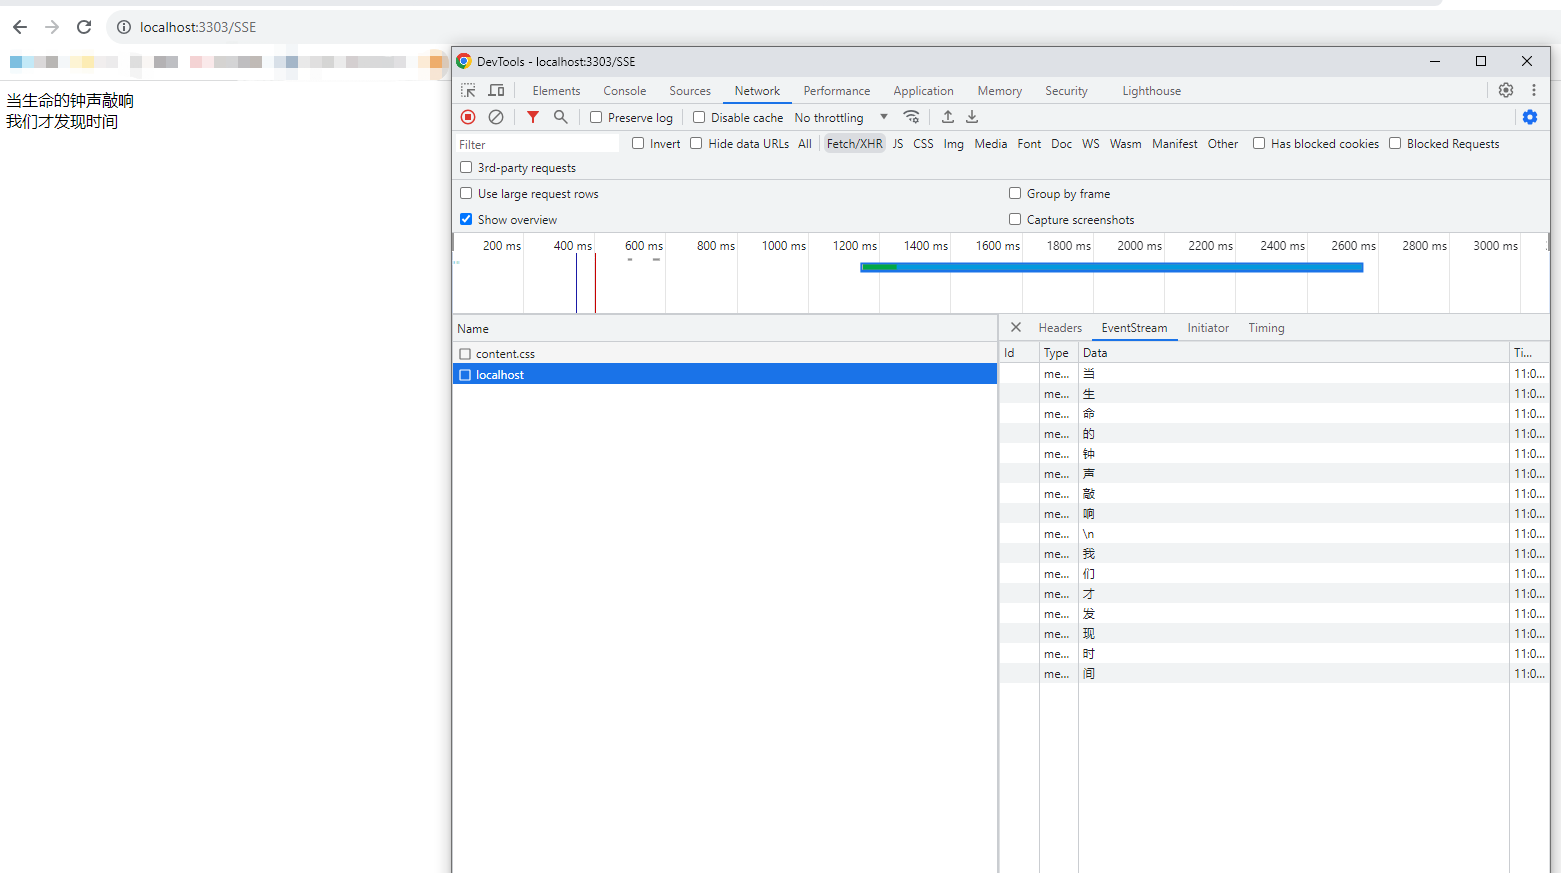 localhost:3303/SSE
当生命的钟声敲响
我们才发现时间
DevTools - localhost:3303/SSE
Elements Console Sources Network Performance Application Memory Security Lighthouse
Preserve log Disable cache No throttling
Filter Invert Hide data URLs All Fetch/XHR JS CSS Img Media Font Doc WS Wasm Manifest Other Has blocked cookies Blocked Requests
3rd-party requests
Use large request rows Group by frame
Show overview Capture screenshots
200 ms 400 ms 600 ms 800 ms 1000 ms 1200 ms 1400 ms 1600 ms 1800 ms 2000 ms 2200 ms 2400 ms 2600 ms 2800 ms 3000 ms
Name
content.css
localhost
Headers EventStream Initiator Timing
Id Type Data Ti...
me... 当 11:0...
me... 生 11:0...
me... 命 11:0...
me... 的 11:0...
me... 钟 11:0...
me... 声 11:0...
me... 敲 11:0...
me... 响 11:0...
me... \n 11:0...
me... 我 11:0...
me... 们 11:0...
me... 才 11:0...
me... 发 11:0...
me... 现 11:0...
me... 时 11:0...
me... 间 11:0...